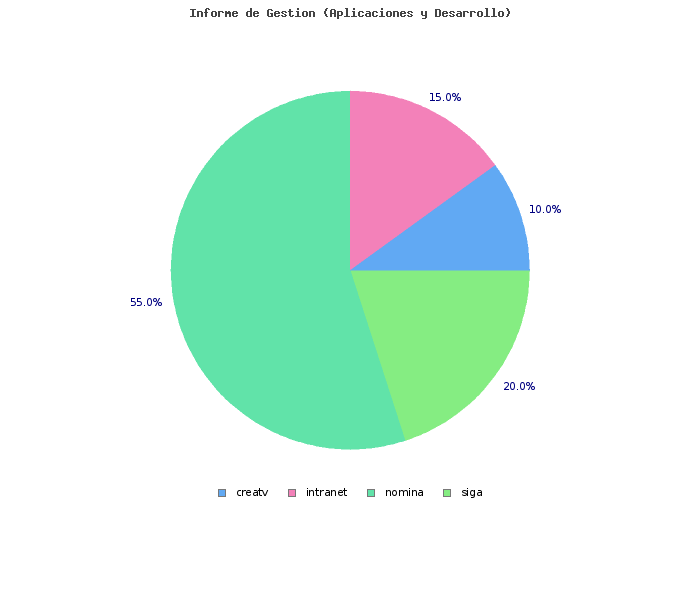 Informe de Gestion (Aplicaciones y Desarrollo)
15.0%
10.0%
55.0%
20.0%
creatv intranet nomina siga